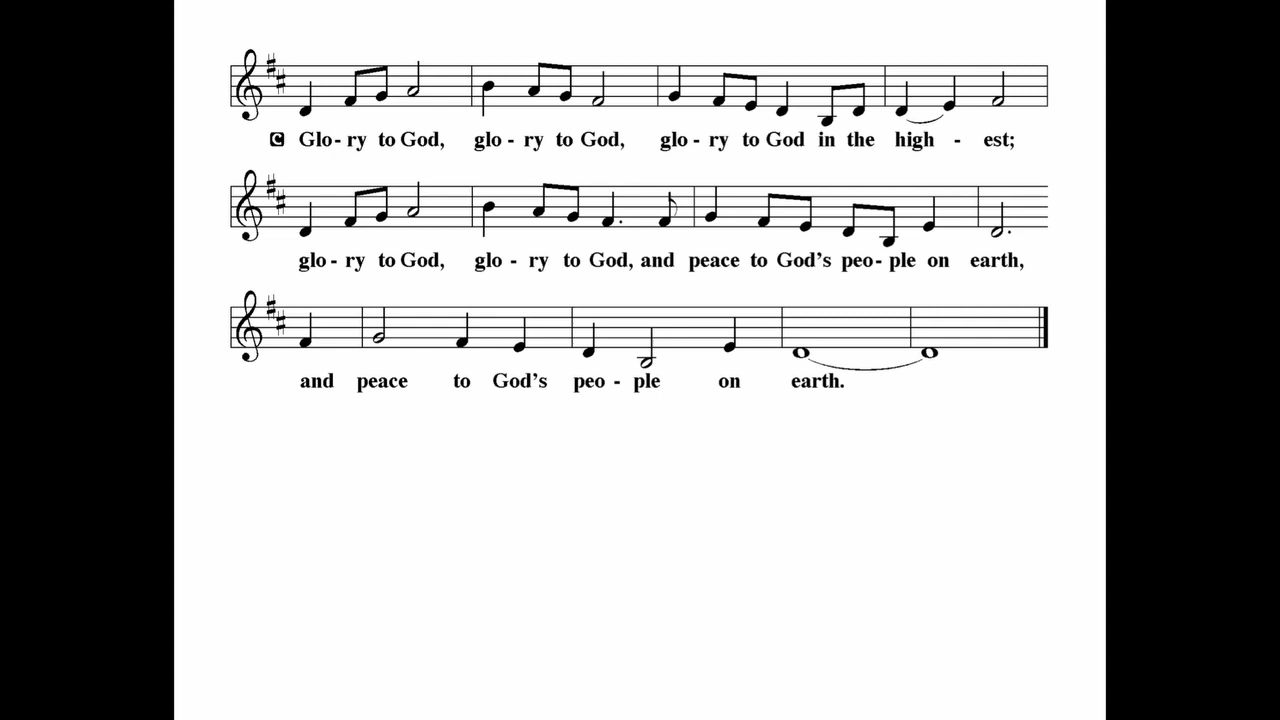 C Glo- ry to God, glo - ry to God, glo - ry to God in the high - est;
glo - ry to God, glo - ry to God, and peace to God's peo- ple on earth,
and peace to God's peo - ple on earth.